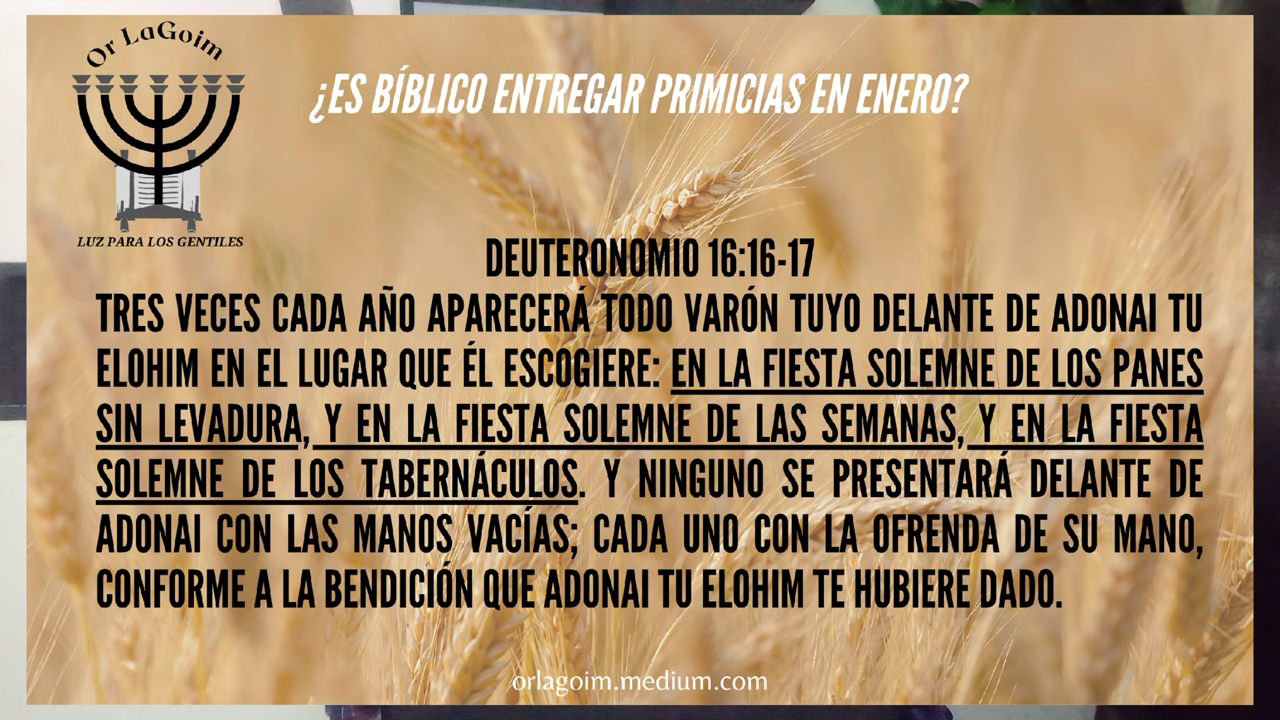 Or LaGoim
LUZ PARA LOS GENTILES
¿ES BÍBLICO ENTREGAR PRIMICIAS EN ENERO?
DEUTERONOMIO 16:16-17
TRES VECES CADA AÑO APARECERÁ TODO VARÓN TUYO DELANTE DE ADONAI TU
ELOHIM EN EL LUGAR QUE ÉL ESCOGIERE: EN LA FIESTA SOLEMNE DE LOS PANES
SIN LEVADURA, Y EN LA FIESTA SOLEMNE DE LAS SEMANAS, Y EN LA FIESTA
SOLEMNE DE LOS TABERNÁCULOS. Y NINGUNO SE PRESENTARÁ DELANTE DE
ADONAI CON LAS MANOS VACÍAS; CADA UNO CON LA OFRENDA DE SU MANO,
CONFORME A LA BENDICIÓN QUE ADONAI TU ELOHIM TE HUBIERE DADO.
orlagoim.medium.com